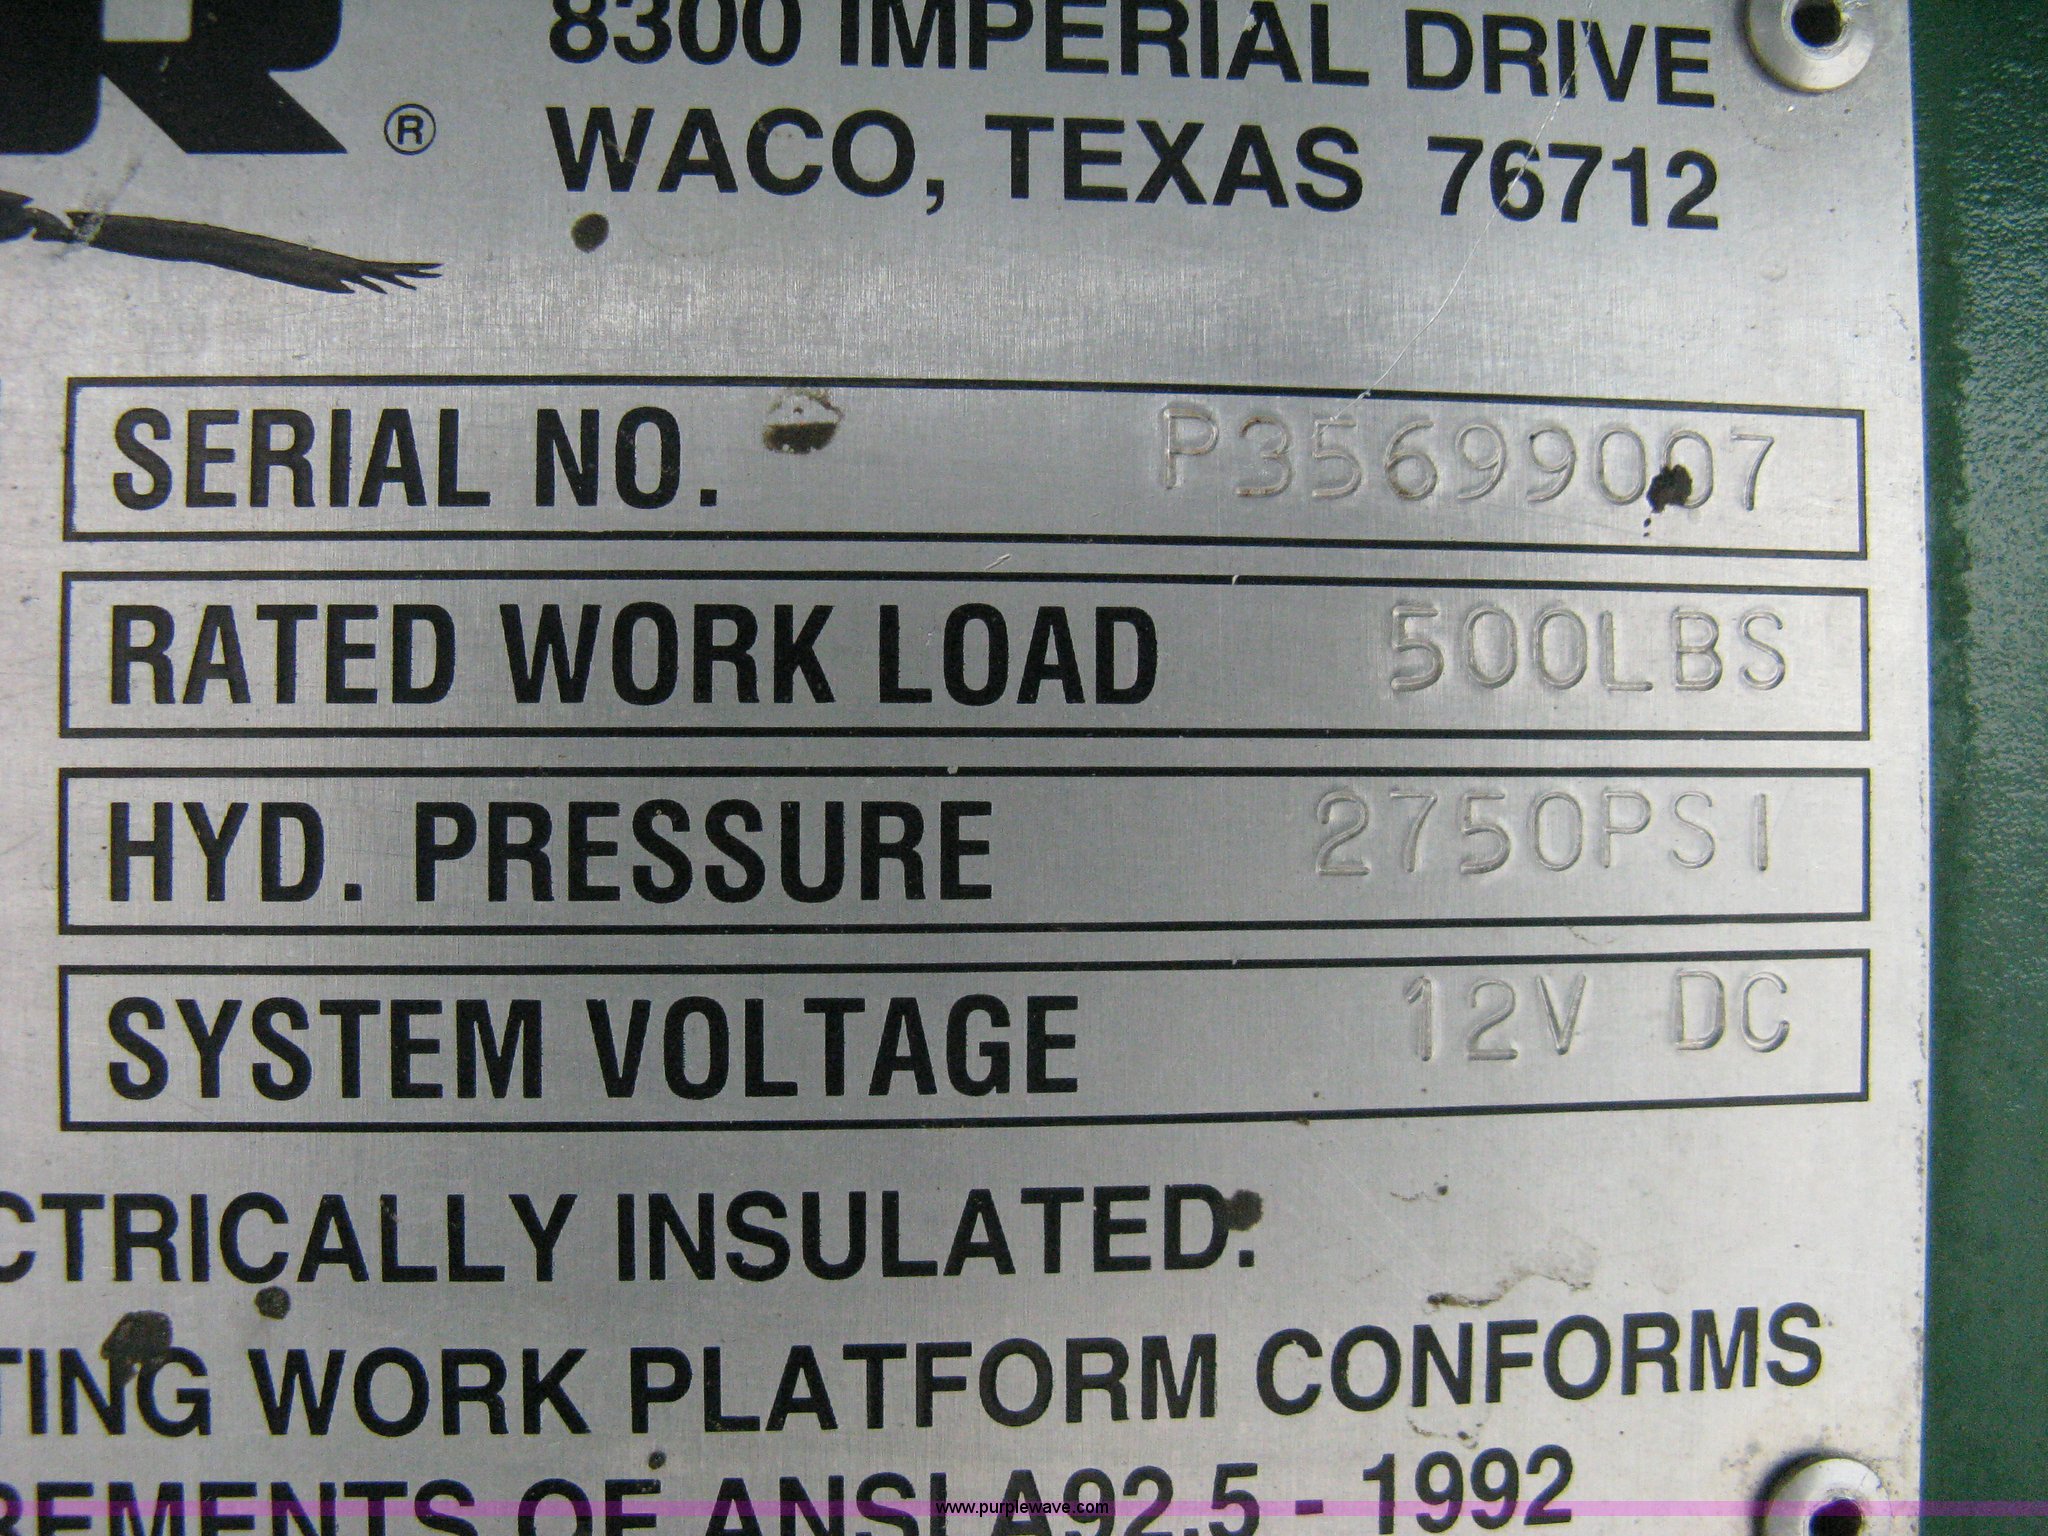 R ®
8300 IMPERIAL DRIVE
WACO, TEXAS 76712
SERIAL NO. P35699007
RATED WORK LOAD 500LBS
HYD. PRESSURE 2750PSI
SYSTEM VOLTAGE 12V DC
CTRICALLY INSULATED.
TING WORK PLATFORM CONFORMS
REMENTS OF ANSI A92.5 - 1992
www.purplewave.com